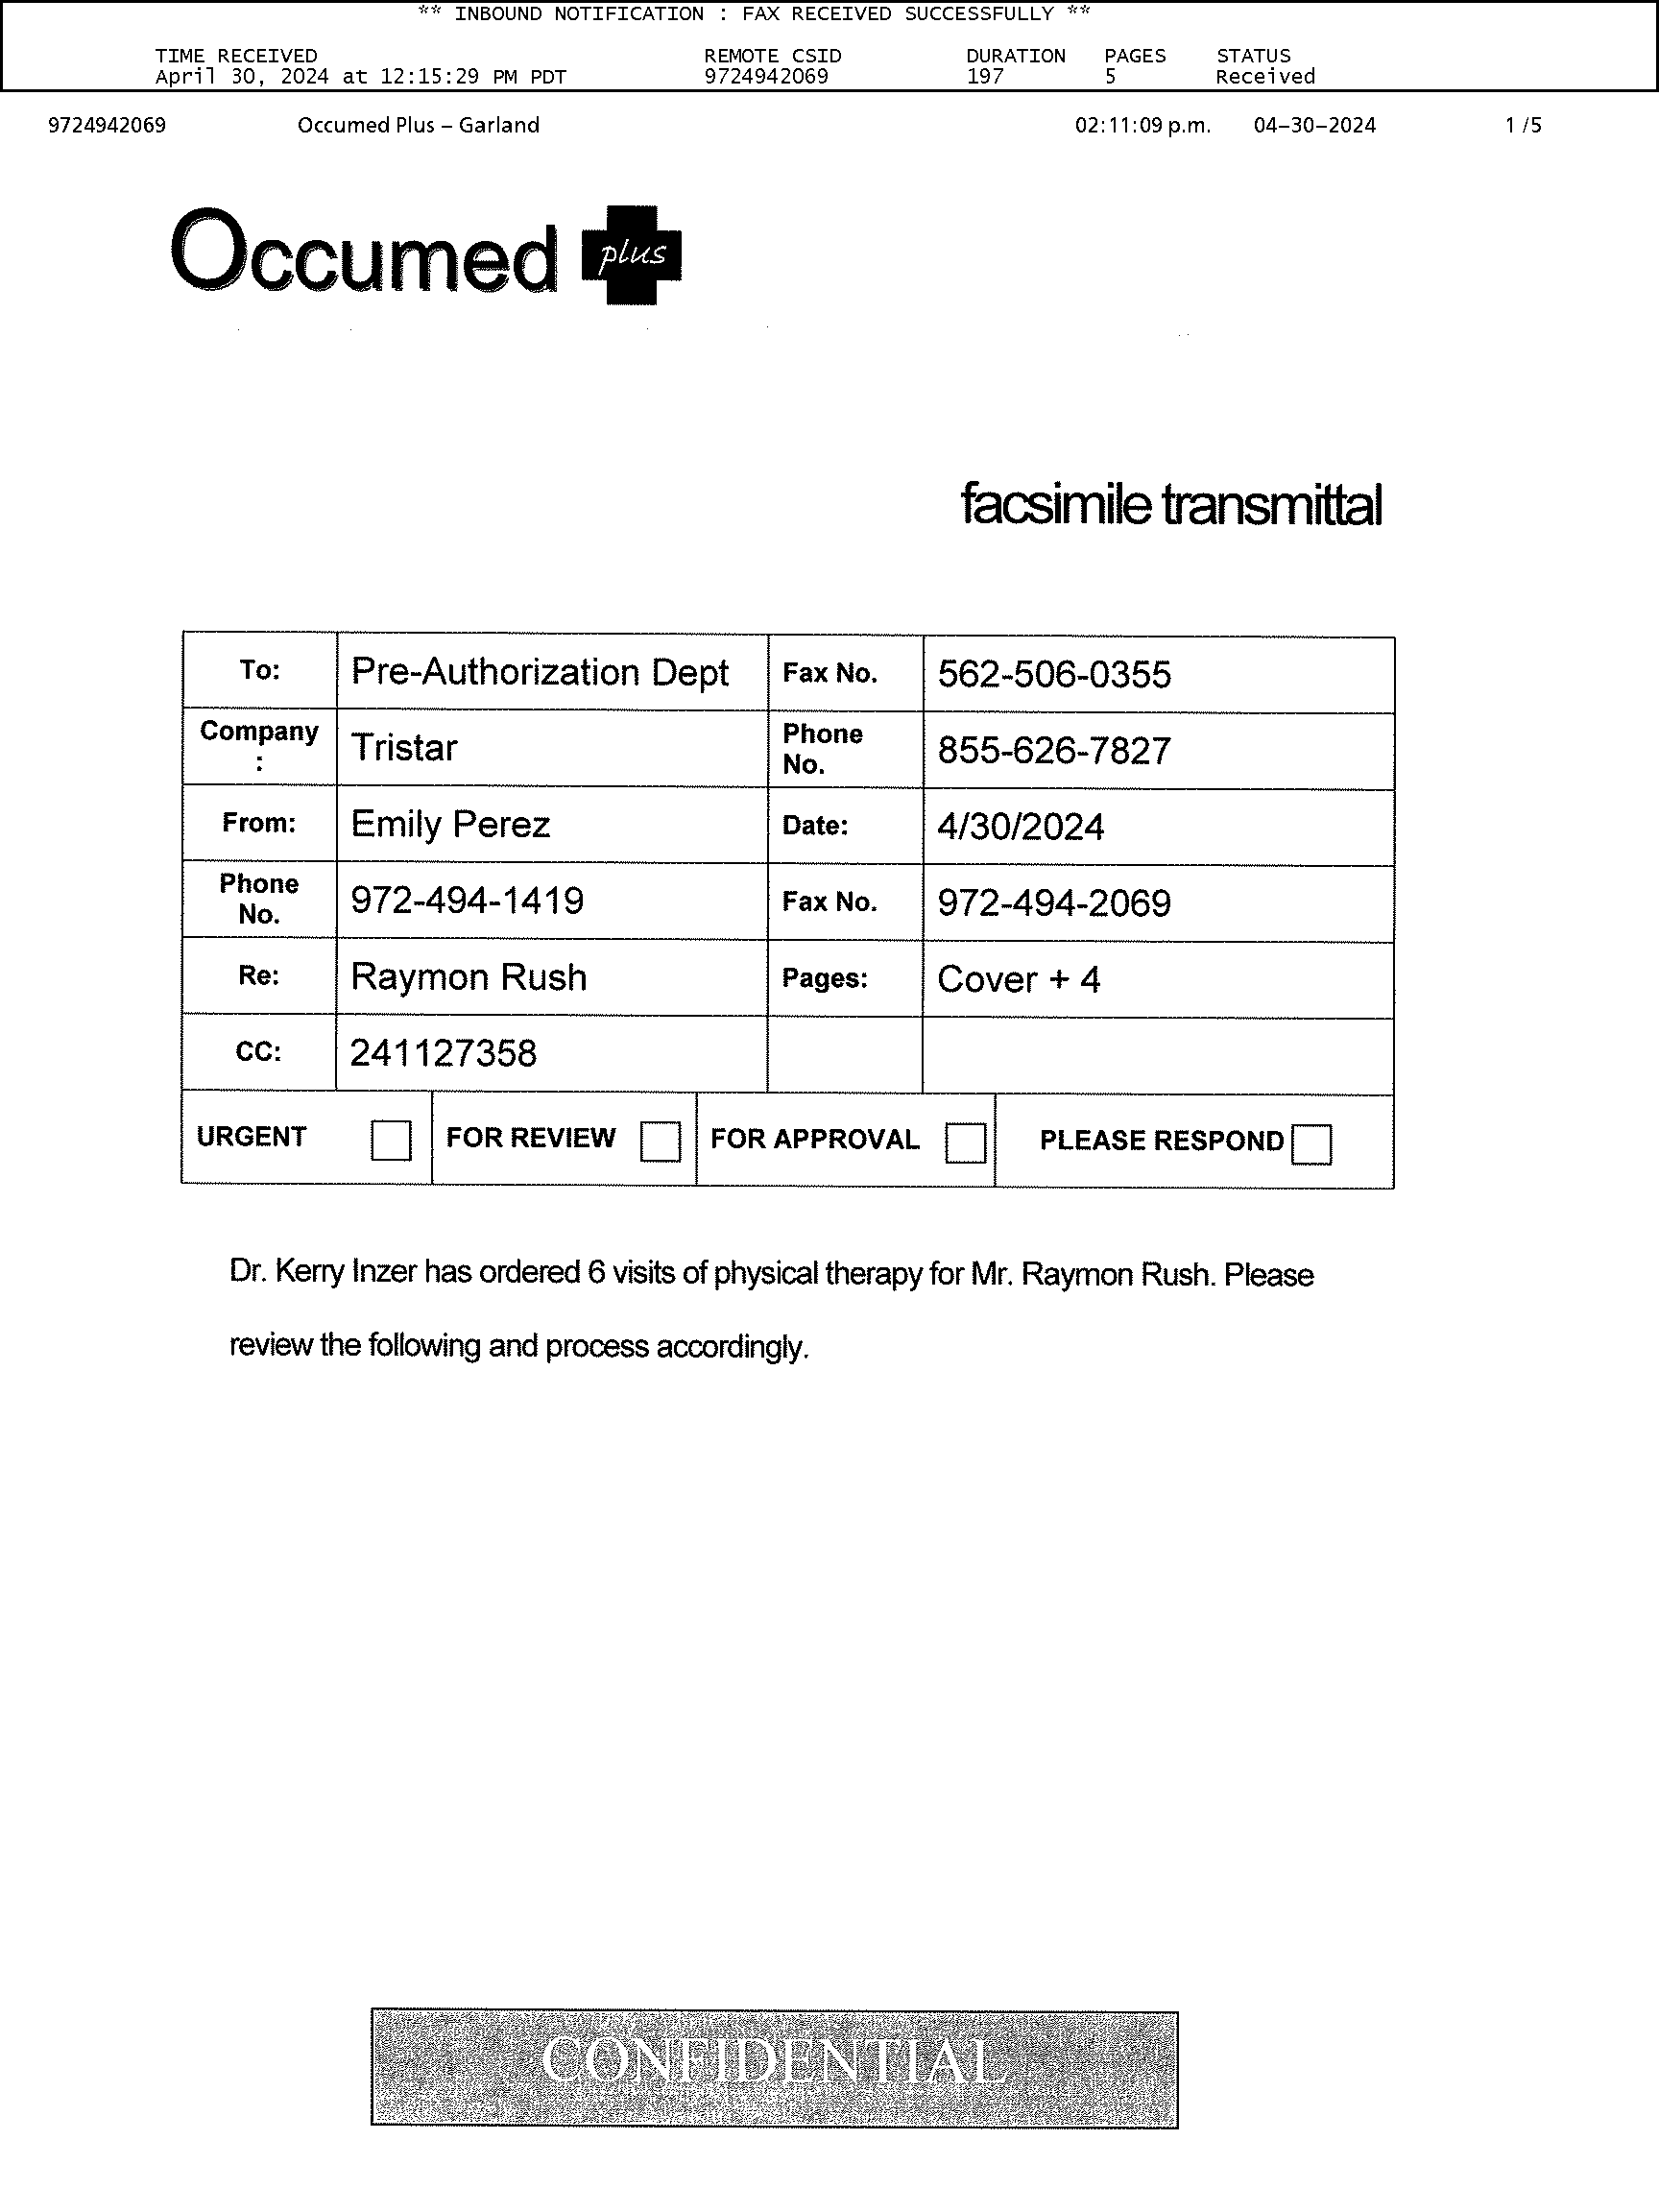 ** INBOUND NOTIFICATION : FAX RECEIVED SUCCESSFULLY **
TIME RECEIVED REMOTE CSID DURATION PAGES STATUS
April 30, 2024 at 12:15:29 PM PDT 9724942069 197 5 Received
9724942069 Occumed Plus – Garland 02:11:09 p.m. 04–30–2024 1 /5
Occumed plus
facsimile transmittal
To: Pre-Authorization Dept Fax No. 562-506-0355
Company : Tristar Phone No. 855-626-7827
From: Emily Perez Date: 4/30/2024
Phone No. 972-494-1419 Fax No. 972-494-2069
Re: Raymon Rush Pages: Cover + 4
CC: 241127358
URGENT FOR REVIEW FOR APPROVAL PLEASE RESPOND
Dr. Kerry Inzer has ordered 6 visits of physical therapy for Mr. Raymon Rush. Please
review the following and process accordingly.
CONFIDENTIAL